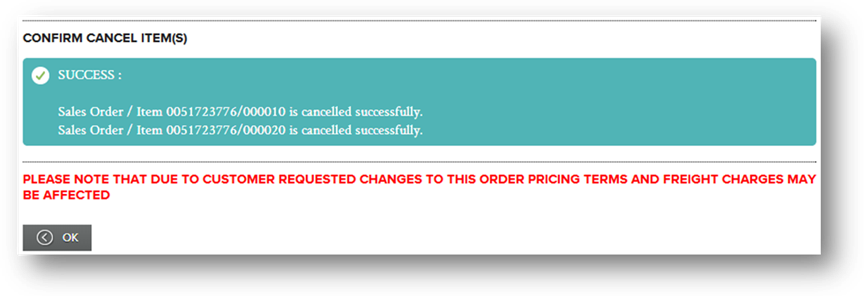 CONFIRM CANCEL ITEM(S)
SUCCESS :
Sales Order / Item 0051723776/000010 is cancelled successfully.
Sales Order / Item 0051723776/000020 is cancelled successfully.
PLEASE NOTE THAT DUE TO CUSTOMER REQUESTED CHANGES TO THIS ORDER PRICING TERMS AND FREIGHT CHARGES MAY
BE AFFECTED
OK